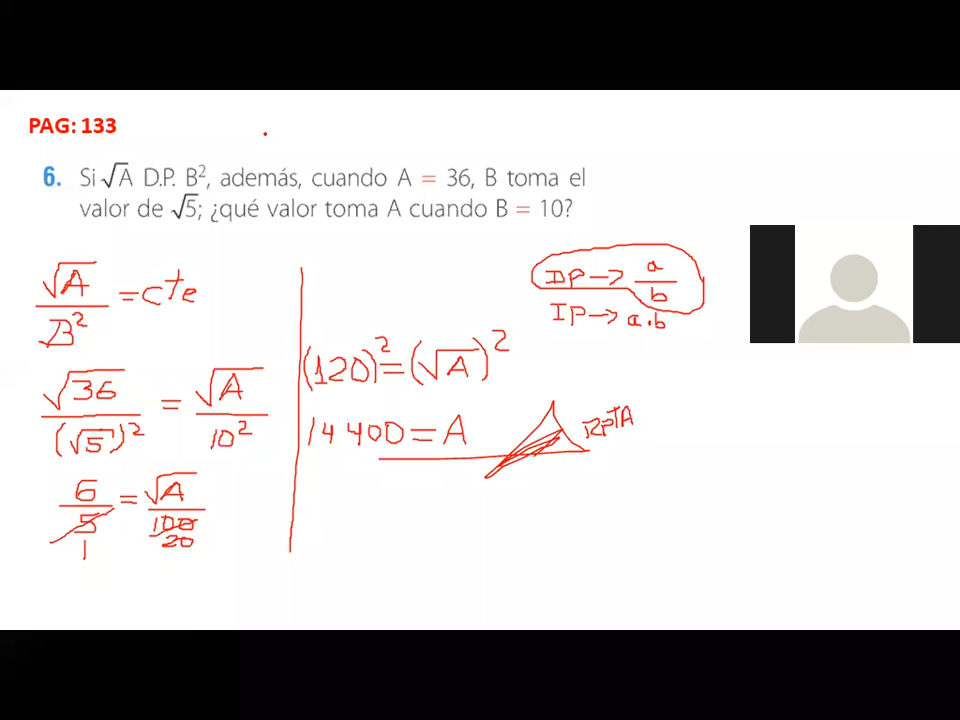 PAG: 133
6. Si √A D.P. B², además, cuando A = 36, B toma el
valor de √5; ¿qué valor toma A cuando B = 10?
√A / B² = cte
√36 / (√5)² = √A / 10²
6 / 5 = √A / 100
1 20
(120)² = (√A)²
14 400 = A
RPTA
DP → a / b
IP → a.b